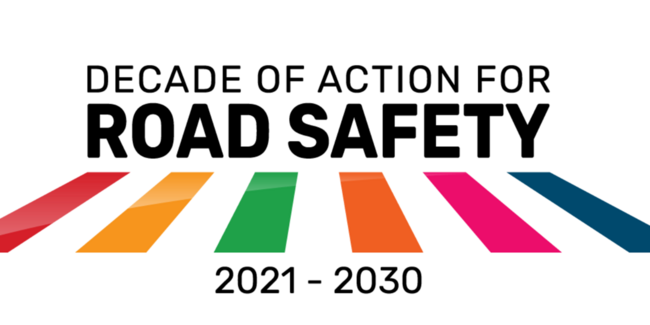 DECADE OF ACTION FOR
ROAD SAFETY
2021 - 2030